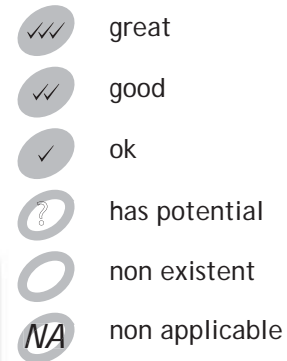 ✓✓✓ great
✓✓ good
✓ ok
? has potential
non existent
NA non applicable